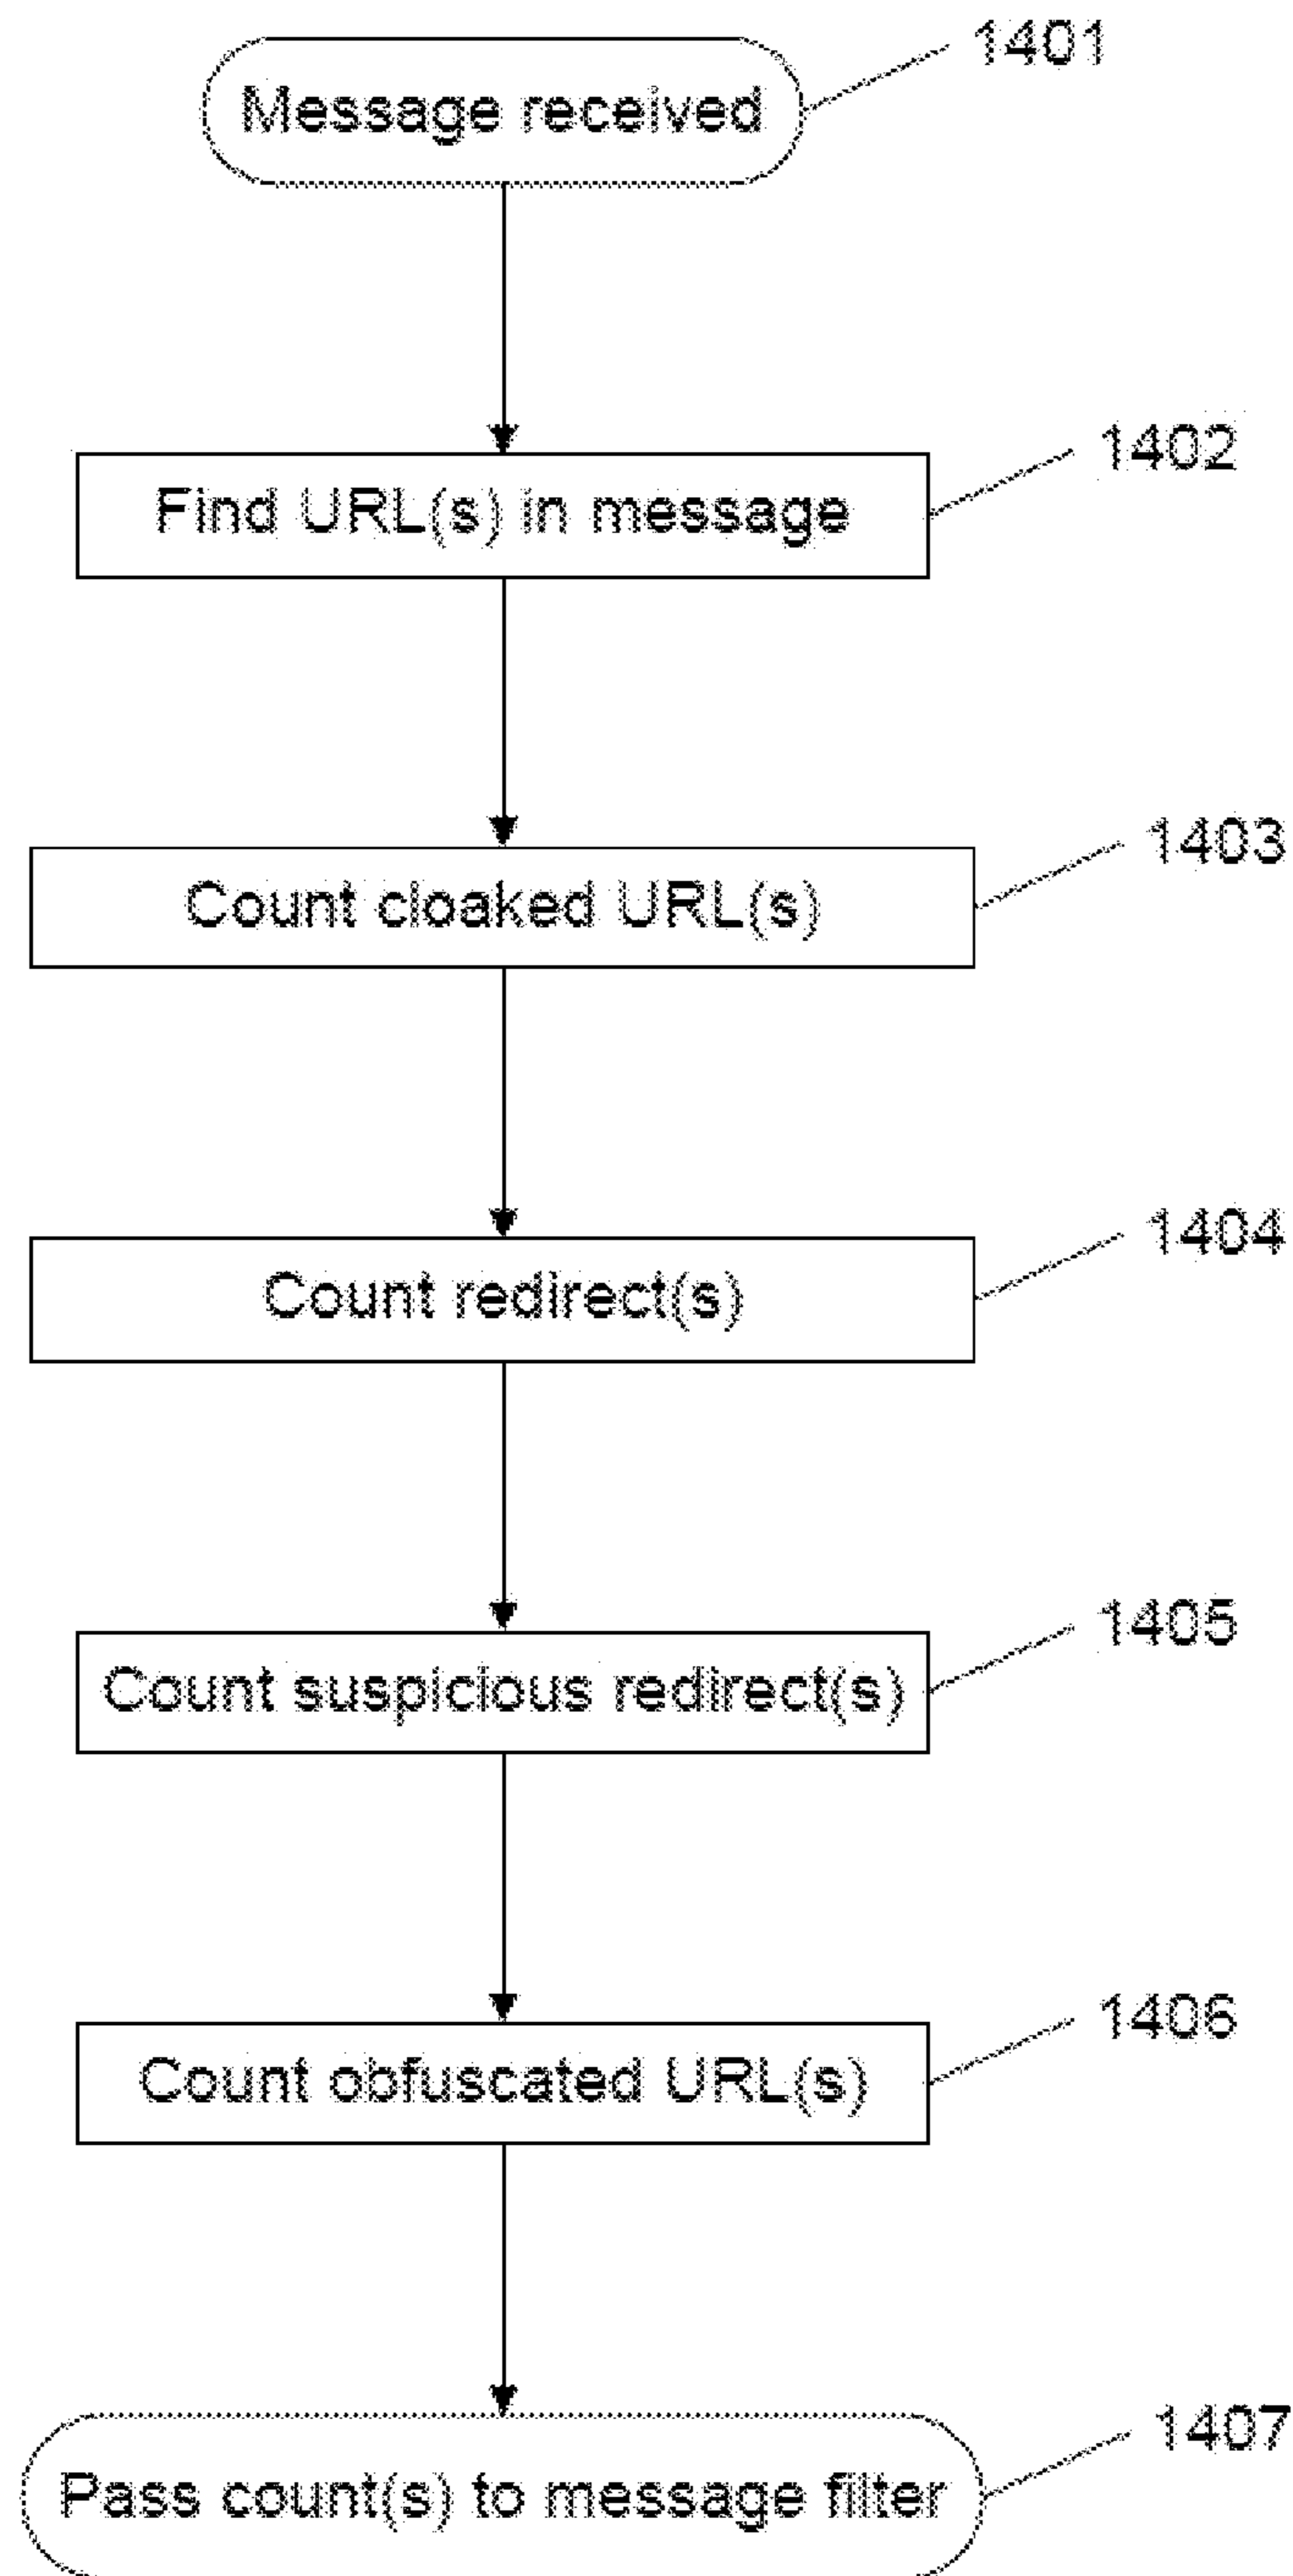 1401
Message received
1402
Find URL(s) in message
1403
Count cloaked URL(s)
1404
Count redirect(s)
1405
Count suspicious redirect(s)
1406
Count obfuscated URL(s)
1407
Pass count(s) to message filter